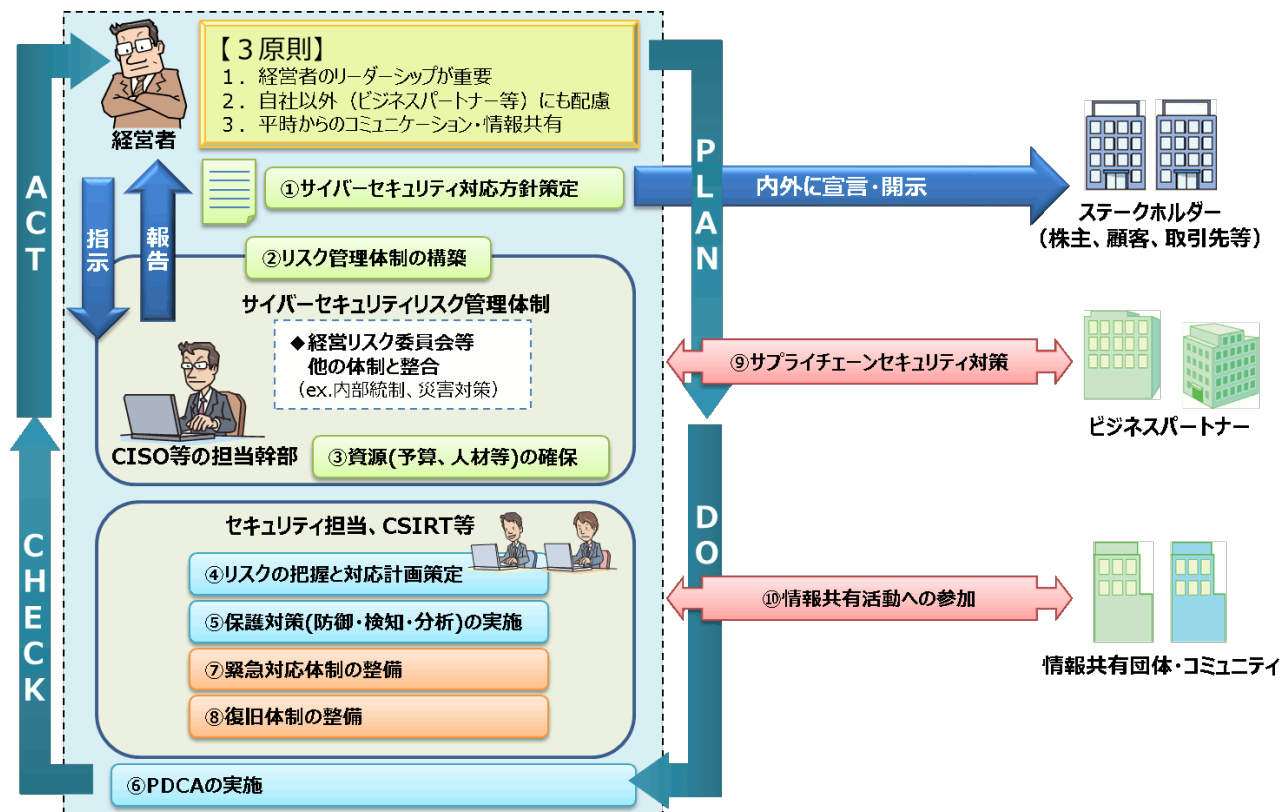 【３原則】
１．経営者のリーダーシップが重要
２．自社以外（ビジネスパートナー等）にも配慮
３．平時からのコミュニケーション・情報共有
経営者
ACT
PLAN
①サイバーセキュリティ対応方針策定
内外に宣言・開示
ステークホルダー
（株主、顧客、取引先等）
指示
報告
②リスク管理体制の構築
サイバーセキュリティリスク管理体制
◆経営リスク委員会等
他の体制と整合
（ex.内部統制、災害対策）
⑨サプライチェーンセキュリティ対策
ビジネスパートナー
CISO等の担当幹部
③資源(予算、人材等)の確保
CHECK
DO
セキュリティ担当、CSIRT等
④リスクの把握と対応計画策定
⑤保護対策(防御・検知・分析)の実施
⑦緊急対応体制の整備
⑧復旧体制の整備
⑩情報共有活動への参加
情報共有団体・コミュニティ
⑥PDCAの実施